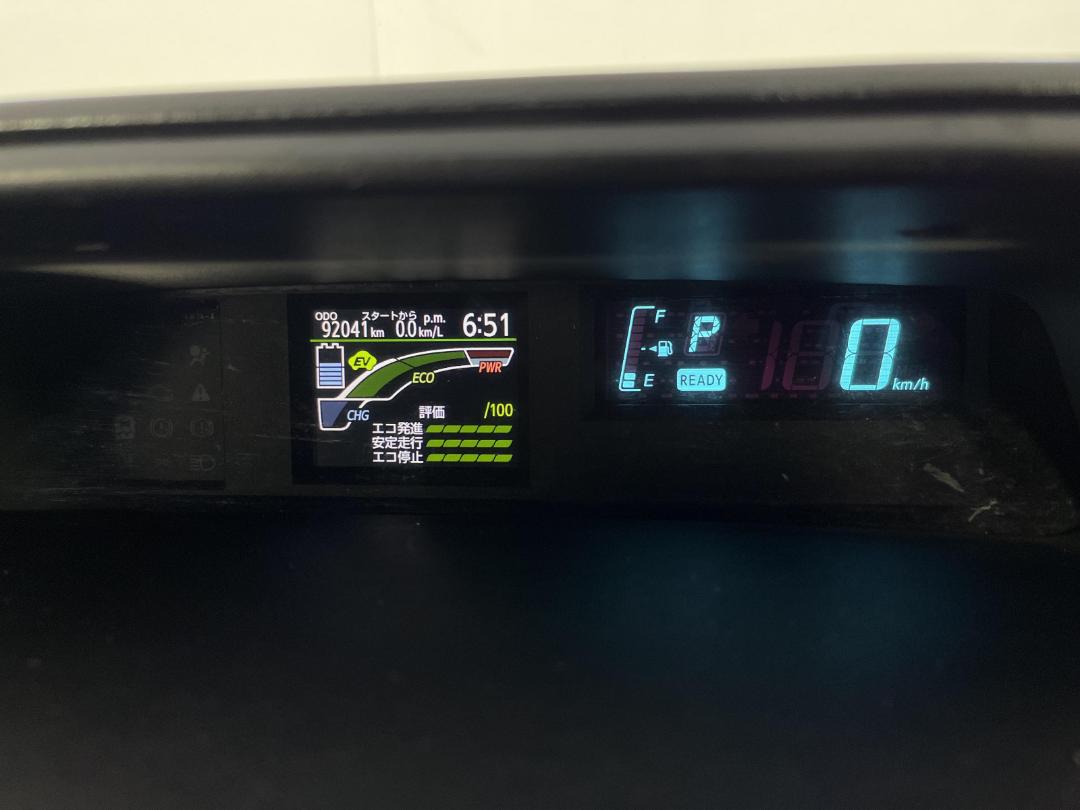 ODO スタートから p.m.
92041km 0.0km/L 6:51
EV
PWR
ECO
CHG
評価 /100
エコ発進
安定走行
エコ停止
F
P
E
READY
0 km/h